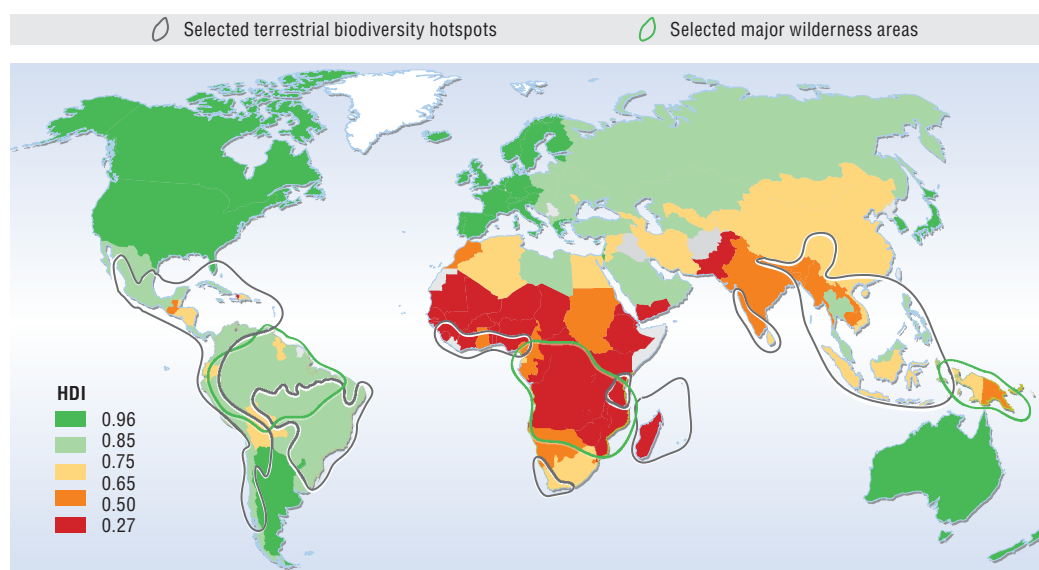 Selected terrestrial biodiversity hotspots
Selected major wilderness areas
HDI
0.96
0.85
0.75
0.65
0.50
0.27